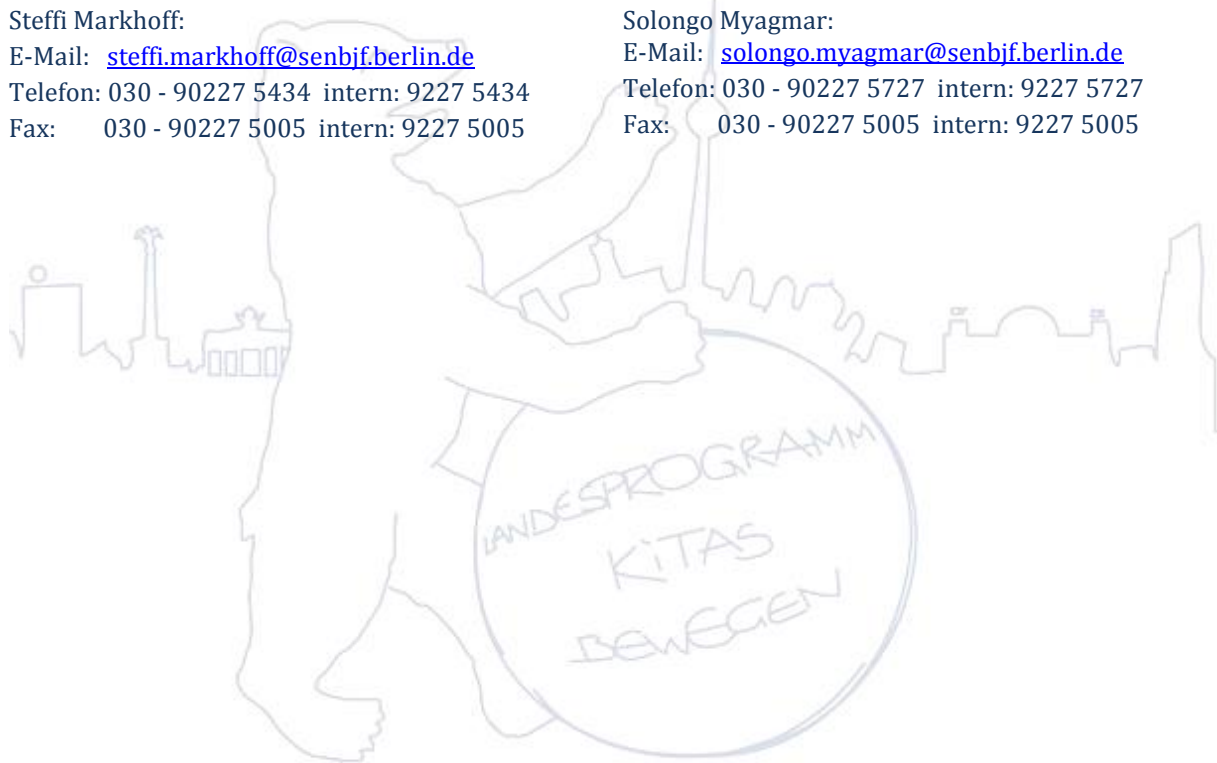 Steffi Markhoff:
E-Mail: steffi.markhoff@senbjf.berlin.de
Telefon: 030 - 90227 5434 intern: 9227 5434
Fax: 030 - 90227 5005 intern: 9227 5005
Solongo Myagmar:
E-Mail: solongo.myagmar@senbjf.berlin.de
Telefon: 030 - 90227 5727 intern: 9227 5727
Fax: 030 - 90227 5005 intern: 9227 5005
LANDESPROGRAMM
KiTAS
BEWEGEN